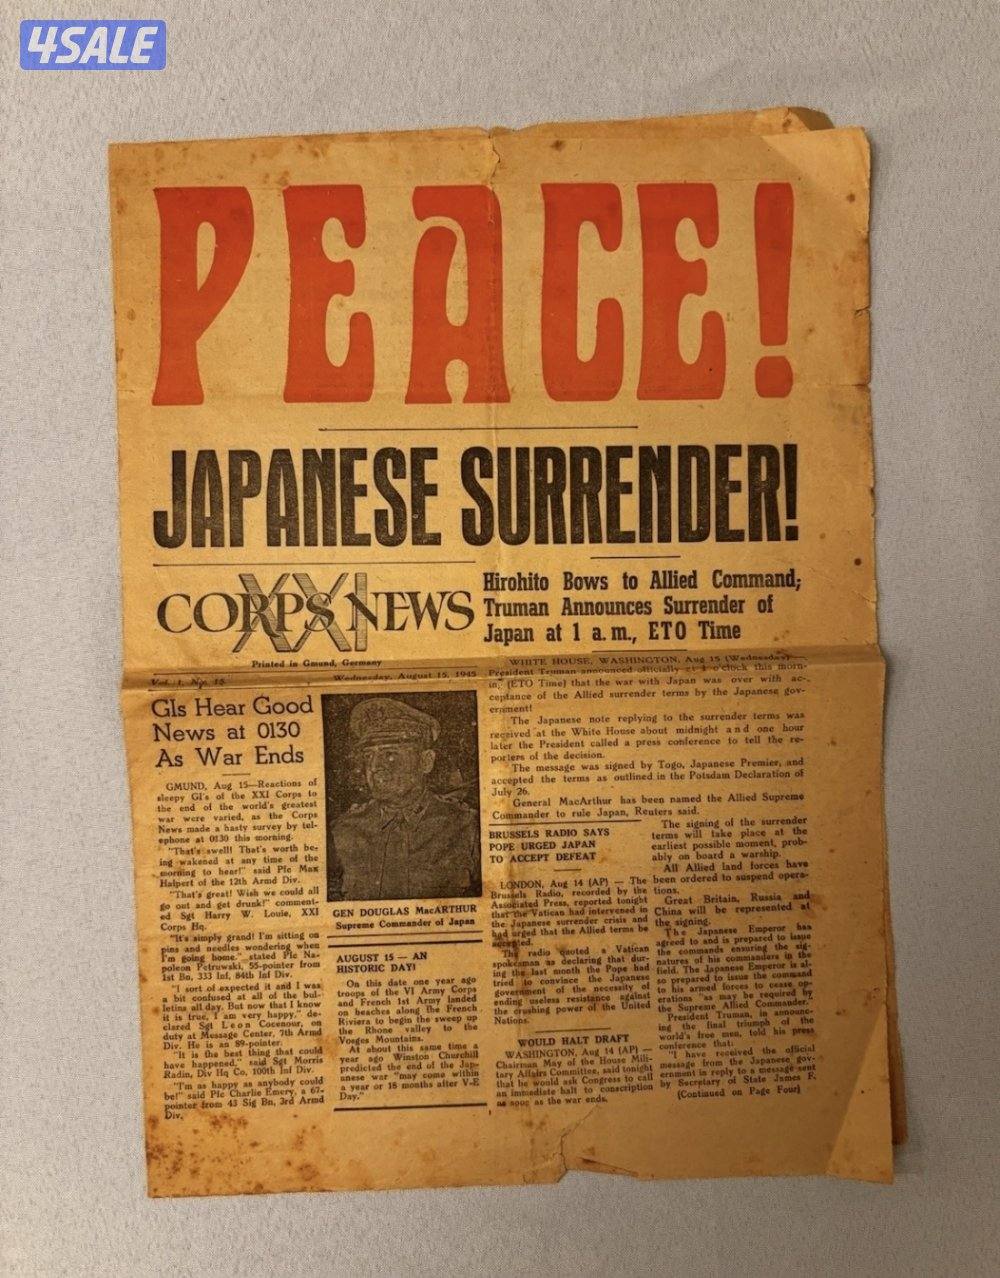 4SALE
PEACE!
JAPANESE SURRENDER!
XXI
CORPS NEWS
Printed in Gmund, Germany
Vol. 1, No. 15
Wednesday, August 15, 1945
Hirohito Bows to Allied Command;
Truman Announces Surrender of
Japan at 1 a. m., ETO Time
GIs Hear Good
News at 0130
As War Ends
GMUND, Aug 15—Reactions of
sleepy GI's of the XXI Corps to
the end of the world's greatest
war were varied, as the Corps
News made a hasty survey by tel-
ephone at 0130 this morning.
"That's swell! That's worth be-
ing wakened at any time of the
morning to hear!" said Pfc Max
Halpert of the 12th Armd Div.
"That's great! Wish we could all
go out and get drunk!" comment-
ed Sgt Harry W. Louie, XXI
Corps Hq.
"It's simply grand! I'm sitting on
pins and needles wondering when
I'm going home." stated Pfc Na-
poleon Petruwski, 55-pointer from
1st Bn, 333 Inf, 84th Inf Div.
"I sort of expected it and I was
a bit confused at all of the bul-
letins all day. But now that I know
it is true, I am very happy." de-
clared Sgt Leon Cocenour, on
duty at Message Center, 7th Armd
Div. He is an 89-pointer.
"It is the best thing that could
have happened," said Sgt Morris
Radin, Div Hq Co, 100th Inf Div.
"I'm as happy as anybody could
be!" said Pfc Charlie Emery, a 67-
pointer from 43 Sig Bn, 3rd Armd
Div.
GEN DOUGLAS MacARTHUR
Supreme Commander of Japan
AUGUST 15 — AN
HISTORIC DAY!
On this date one year ago
troops of the VI Army Corps
and French 1st Army landed
on beaches along the French
Riviera to begin the sweep up
the Rhone valley to the
Vosges Mountains.
At about this same time a
year ago Winston Churchill
predicted the end of the Jap-
anese war "may come within
a year or 18 months after V-E
Day."
WHITE HOUSE, WASHINGTON, Aug 15 (Wednesday)—
President Truman announced officially at 1 o'clock this morn-
ing (ETO Time) that the war with Japan was over with ac-
ceptance of the Allied surrender terms by the Japanese gov-
ernment!
The Japanese note replying to the surrender terms was
received at the White House about midnight and one hour
later the President called a press conference to tell the re-
porters of the decision.
The message was signed by Togo, Japanese Premier, and
accepted the terms as outlined in the Potsdam Declaration of
July 26.
General MacArthur has been named the Allied Supreme
Commander to rule Japan, Reuters said.
BRUSSELS RADIO SAYS
POPE URGED JAPAN
TO ACCEPT DEFEAT
LONDON, Aug 14 (AP) — The
Brussels Radio, recorded by the
Associated Press, reported tonight
that the Vatican had intervened in
the Japanese surrender crisis and
had urged that the Allied terms be
accepted.
The radio quoted a Vatican
spokesman as declaring that dur-
ing the last month the Pope had
tried to convince the Japanese
government of the necessity of
ending useless resistance against
the crushing power of the United
Nations.
WOULD HALT DRAFT
WASHINGTON, Aug 14 (AP) —
Chairman May of the House Mili-
tary Affairs Committee, said tonight
that he would ask Congress to call
an immediate halt to conscription
as soon as the war ends.
The signing of the surrender
terms will take place at the
earliest possible moment, prob-
ably on board a warship.
All Allied land forces have
been ordered to suspend opera-
tions.
Great Britain, Russia and
China will be represented at
the signing.
The Japanese Emperor has
agreed to and is prepared to issue
the commands ensuring the sig-
natures of his commanders in the
field. The Japanese Emperor is al-
so prepared to issue the command
to his armed forces to cease op-
erations "as may be required by
the Supreme Allied Commander."
President Truman, in announc-
ing the final triumph of the
world's free men, told his press
conference that:
"I have received the official
message from the Japanese gov-
ernment in reply to a message sent
by Secretary of State James F.
(Continued on Page Four)